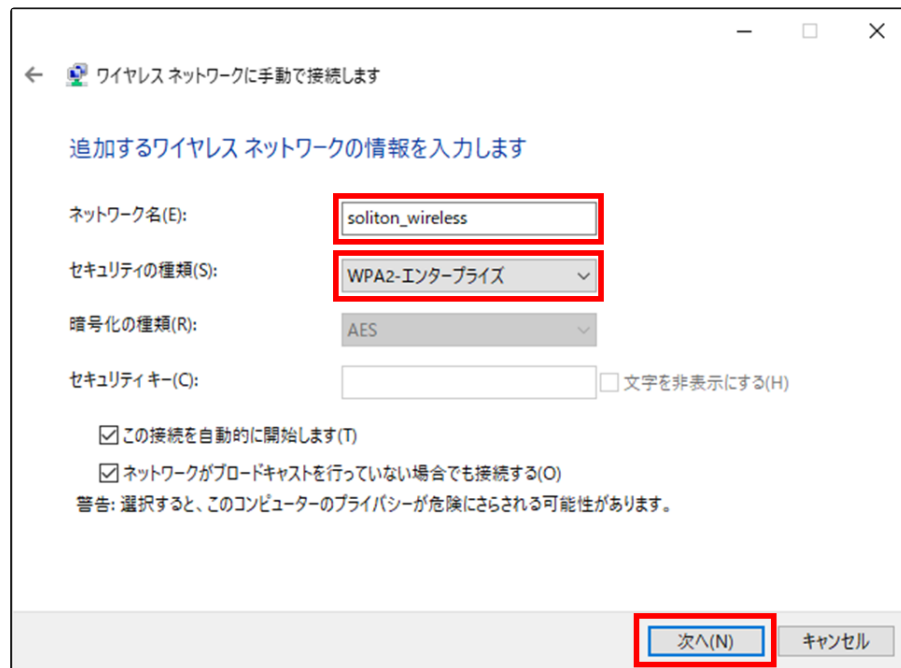 ワイヤレス ネットワークに手動で接続します
追加するワイヤレス ネットワークの情報を入力します
ネットワーク名(E): soliton_wireless
セキュリティの種類(S): WPA2-エンタープライズ
暗号化の種類(R): AES
セキュリティ キー(C): 文字を非表示にする(H)
この接続を自動的に開始します(T)
ネットワークがブロードキャストを行っていない場合でも接続する(O)
警告: 選択すると、このコンピューターのプライバシーが危険にさらされる可能性があります。
次へ(N) キャンセル